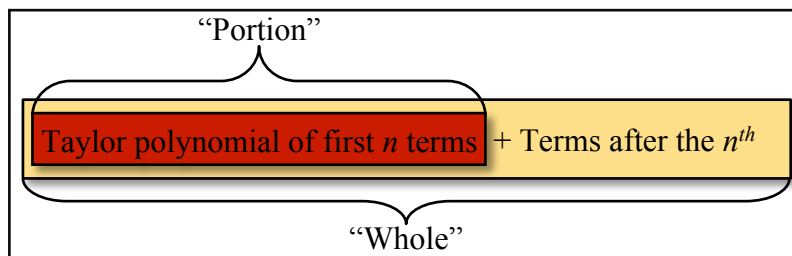 “Portion”
Taylor polynomial of first n terms + Terms after the nth
“Whole”